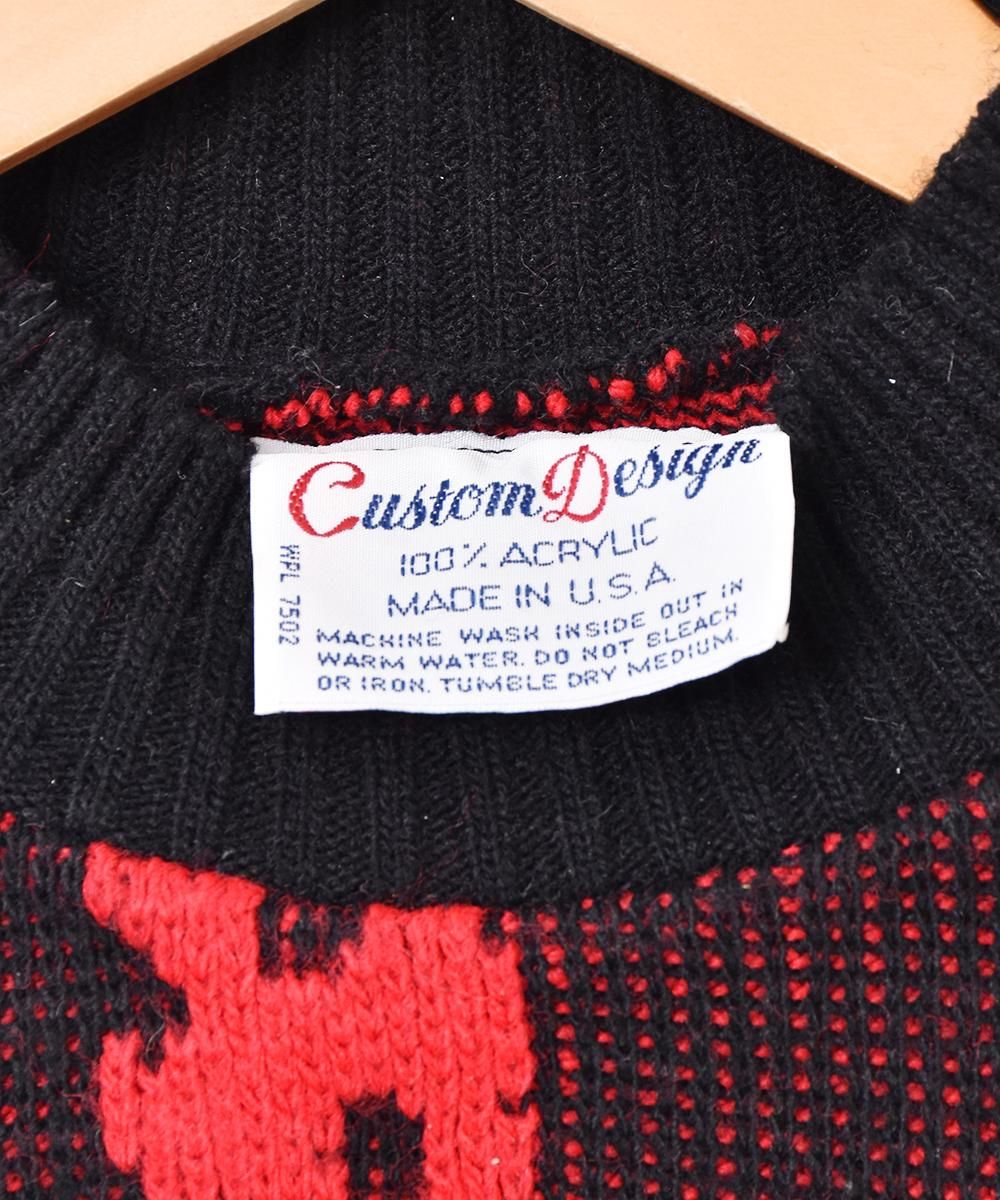 Custom Design
100% ACRYLIC
MADE IN U.S.A.
MACHINE WASH INSIDE OUT IN
WARM WATER. DO NOT BLEACH
OR IRON. TUMBLE DRY MEDIUM.
WPL 7502